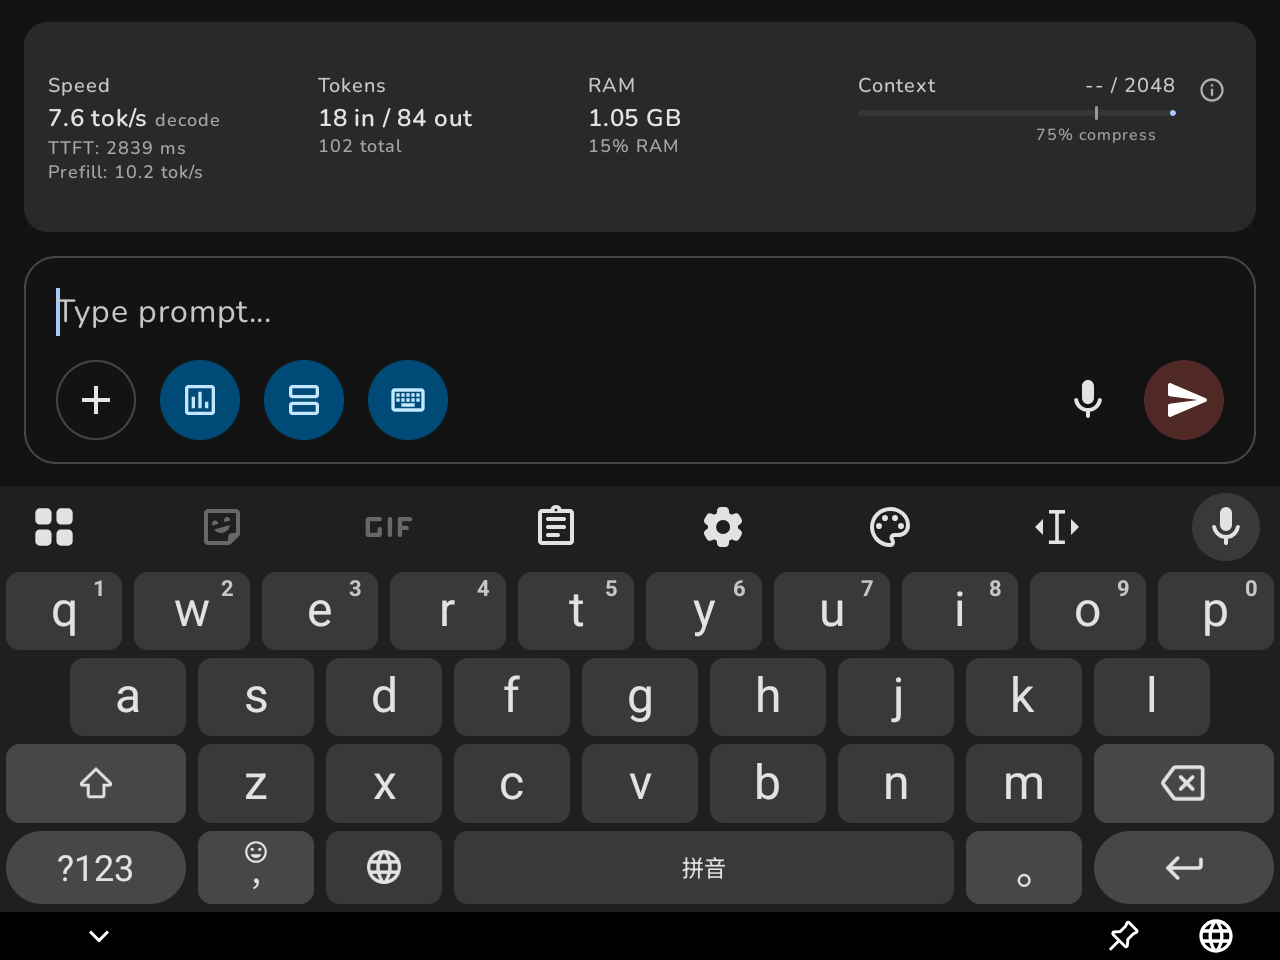 Speed
7.6 tok/s decode
TTFT: 2839 ms
Prefill: 10.2 tok/s
Tokens
18 in / 84 out
102 total
RAM
1.05 GB
15% RAM
Context
-- / 2048
75% compress
Type prompt...
GIF
q 1 w 2 e 3 r 4 t 5 y 6 u 7 i 8 o 9 p 0
a s d f g h j k l
z x c v b n m
?123 , 拼音 。